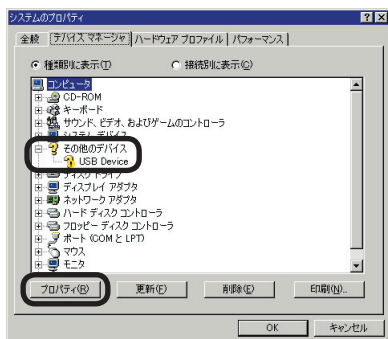 システムのプロパティ
全般 デバイス マネージャ ハードウェア プロファイル パフォーマンス
種類別に表示(T) 接続別に表示(C)
コンピュータ
CD-ROM
キーボード
サウンド、ビデオ、およびゲームのコントローラ
システム デバイス
その他のデバイス
USB Device
ディスク ドライブ
ディスプレイ アダプタ
ネットワーク アダプタ
ハード ディスク コントローラ
フロッピー ディスク コントローラ
ポート (COM と LPT)
マウス
モニタ
プロパティ(R) 更新(F) 削除(E) 印刷(N)...
OK キャンセル